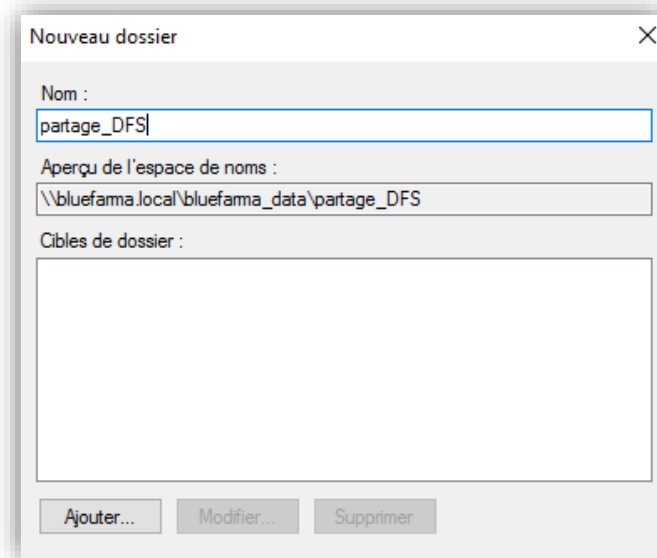 Nouveau dossier
Nom :
partage_DFS
Aperçu de l'espace de noms :
\\bluefarma.local\bluefarma_data\partage_DFS
Cibles de dossier :
Ajouter... Modifier... Supprimer